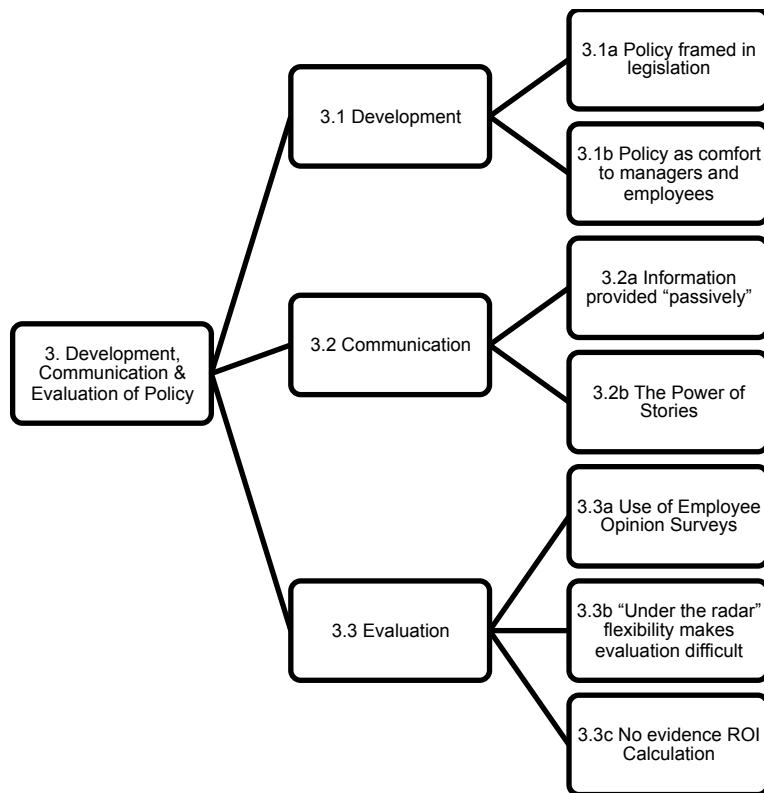 3. Development,
Communication &
Evaluation of Policy
3.1 Development
3.1a Policy framed in
legislation
3.1b Policy as comfort
to managers and
employees
3.2 Communication
3.2a Information
provided “passively”
3.2b The Power of
Stories
3.3 Evaluation
3.3a Use of Employee
Opinion Surveys
3.3b “Under the radar”
flexibility makes
evaluation difficult
3.3c No evidence ROI
Calculation